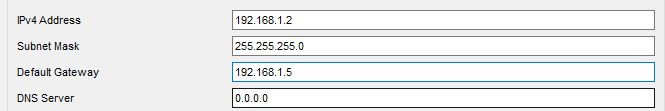 IPv4 Address 192.168.1.2
Subnet Mask 255.255.255.0
Default Gateway 192.168.1.5
DNS Server 0.0.0.0